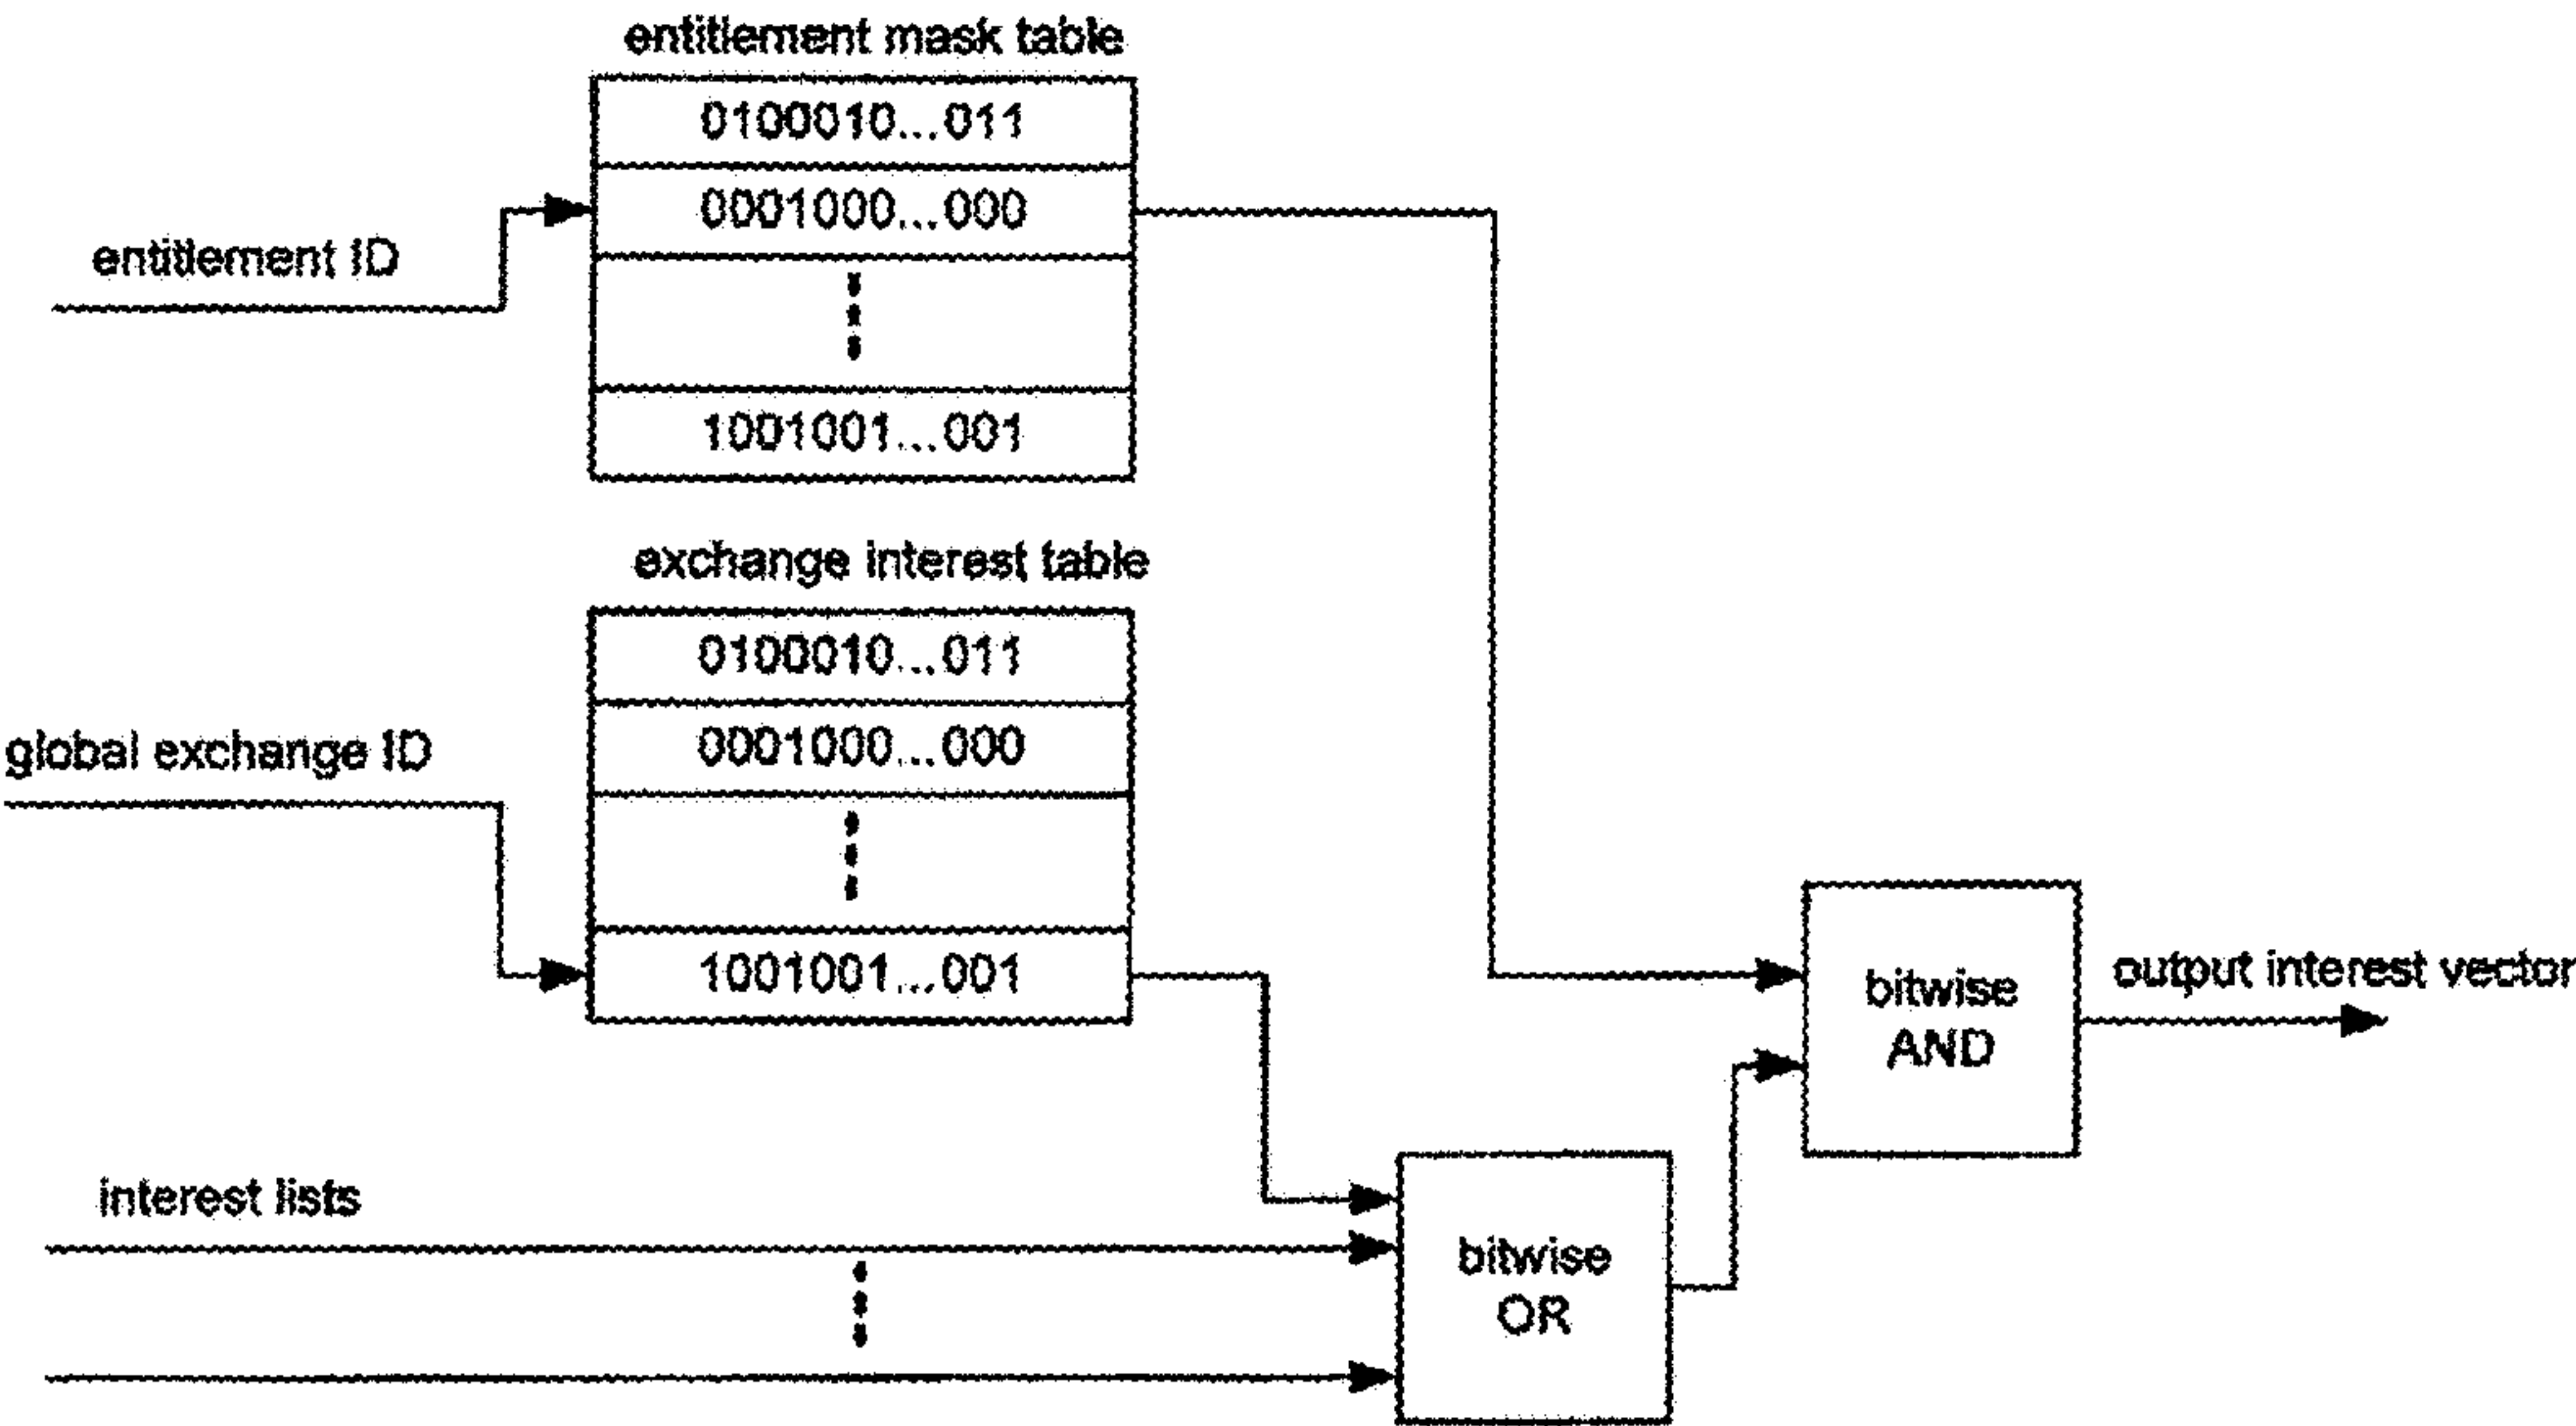 entitlement mask table
0100010...011
0001000...000
entitlement ID
1001001...001
exchange interest table
0100010...011
0001000...000
global exchange ID
1001001...001
output interest vector
bitwise
AND
interest lists
bitwise
OR